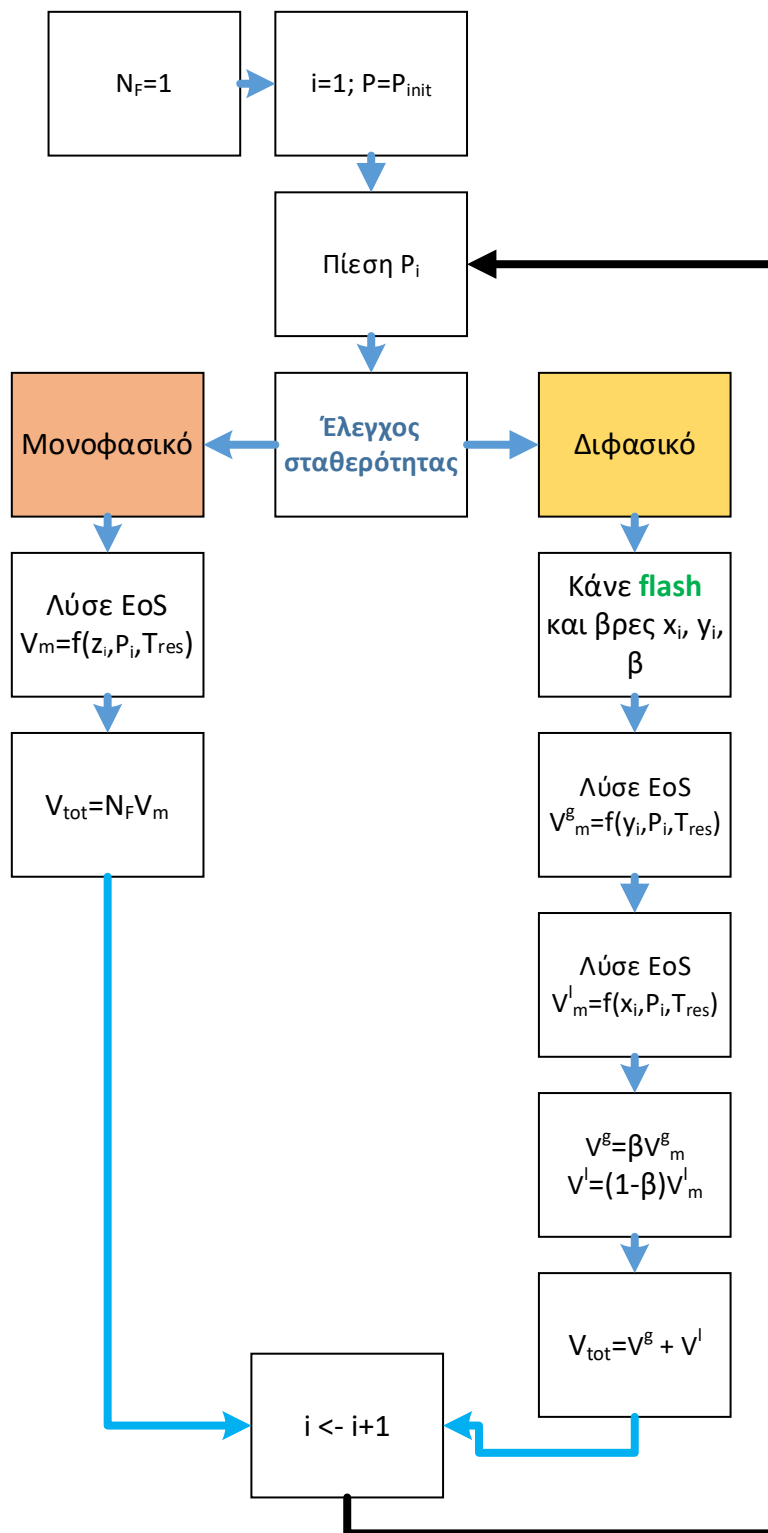 N_F=1
i=1; P=P_init
Πίεση P_i
Μονοφασικό
Έλεγχος
σταθερότητας
Διφασικό
Λύσε EoS
V_m=f(z_i,P_i,T_res)
V_tot=N_FV_m
Κάνε flash
και βρες x_i, y_i,
β
Λύσε EoS
V^g_m=f(y_i,P_i,T_res)
Λύσε EoS
V^l_m=f(x_i,P_i,T_res)
V^g=βV^g_m
V^l=(1-β)V^l_m
V_tot=V^g + V^l
i <- i+1